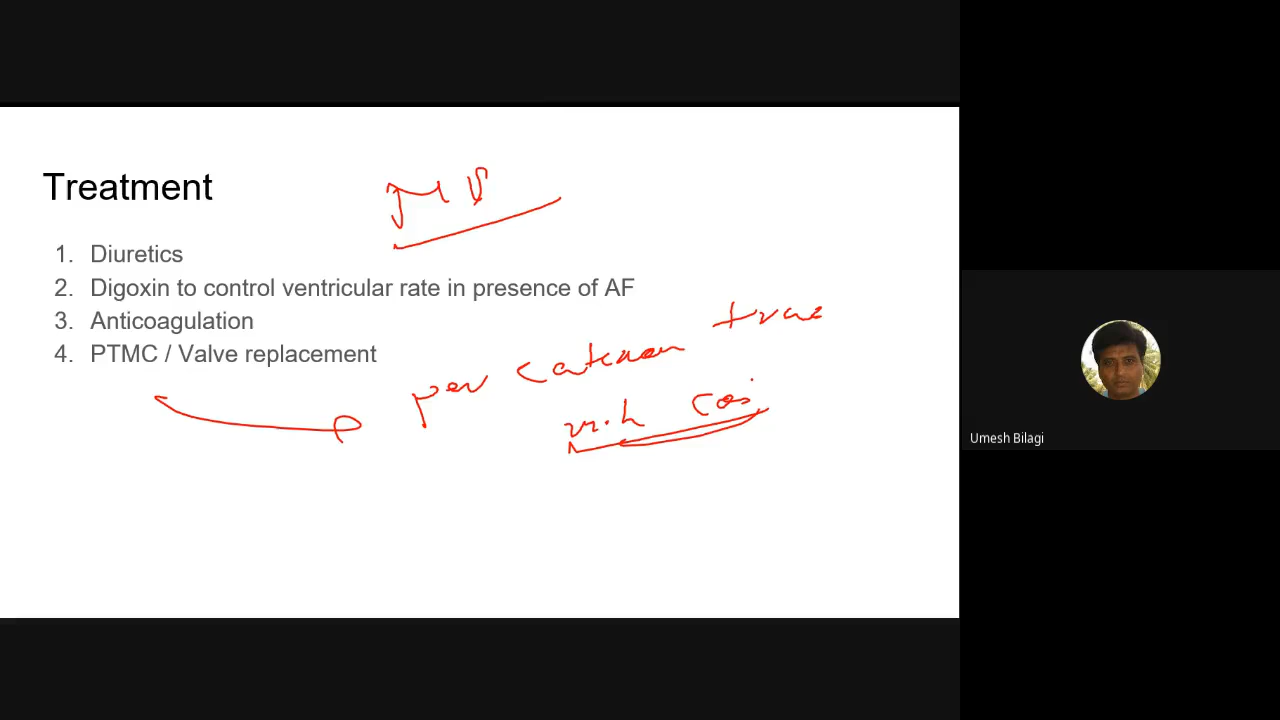 Treatment
MS
1. Diuretics
2. Digoxin to control ventricular rate in presence of AF
3. Anticoagulation
4. PTMC / Valve replacement
per
Umesh Bilagi